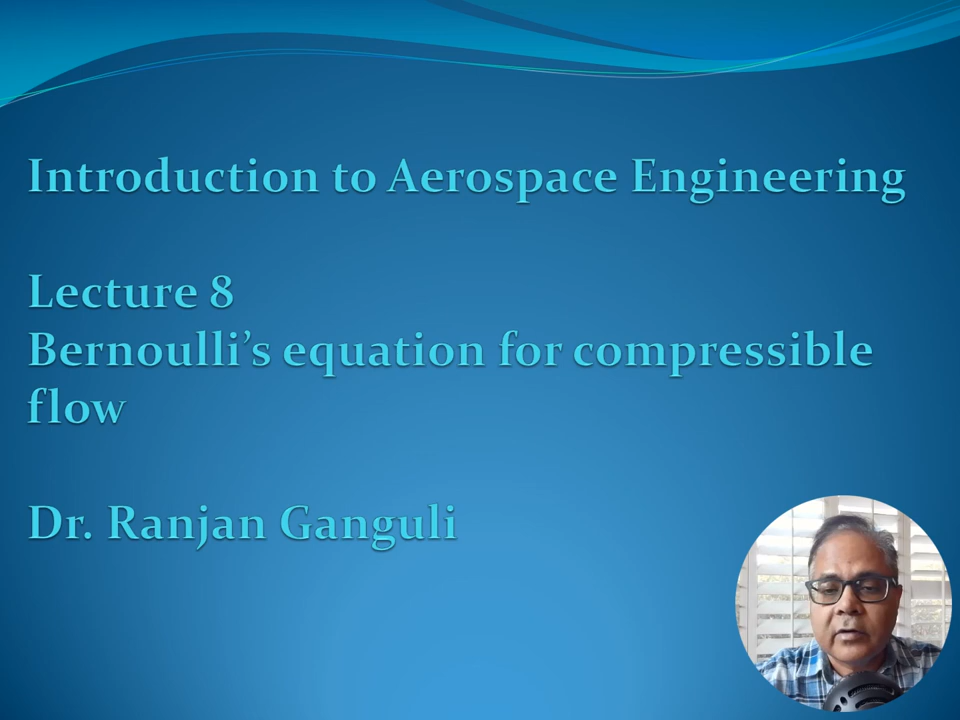 Introduction to Aerospace Engineering
Lecture 8
Bernoulli’s equation for compressible
flow
Dr. Ranjan Ganguli